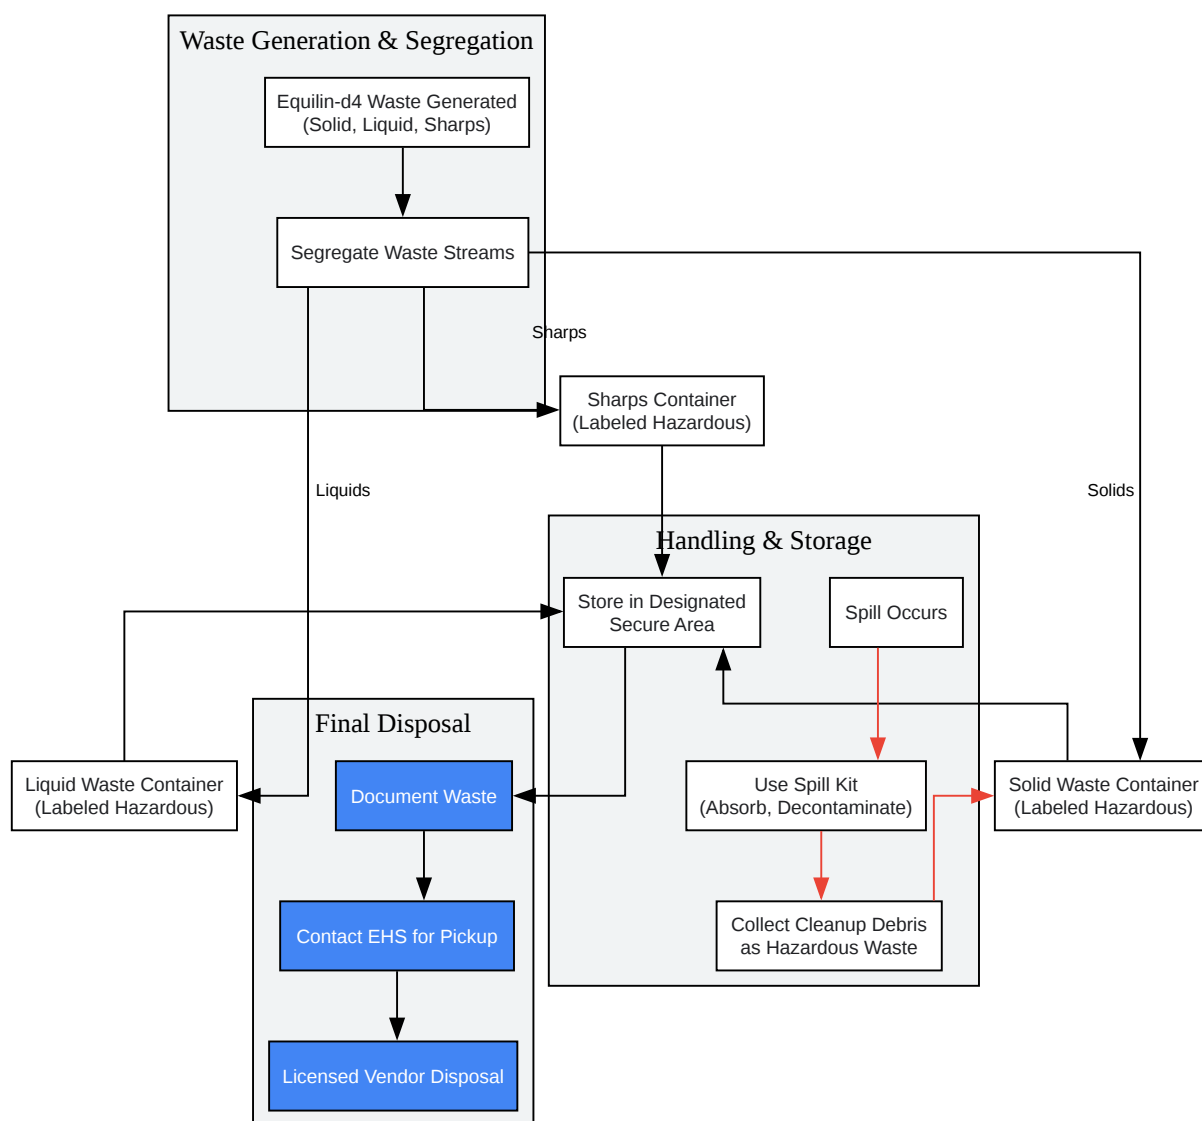 Waste Generation & Segregation
Equilin-d4 Waste Generated
(Solid, Liquid, Sharps)
Segregate Waste Streams
Sharps
Sharps Container
(Labeled Hazardous)
Liquids
Solids
Handling & Storage
Store in Designated
Secure Area
Spill Occurs
Final Disposal
Liquid Waste Container
(Labeled Hazardous)
Document Waste
Use Spill Kit
(Absorb, Decontaminate)
Solid Waste Container
(Labeled Hazardous)
Contact EHS for Pickup
Collect Cleanup Debris
as Hazardous Waste
Licensed Vendor Disposal